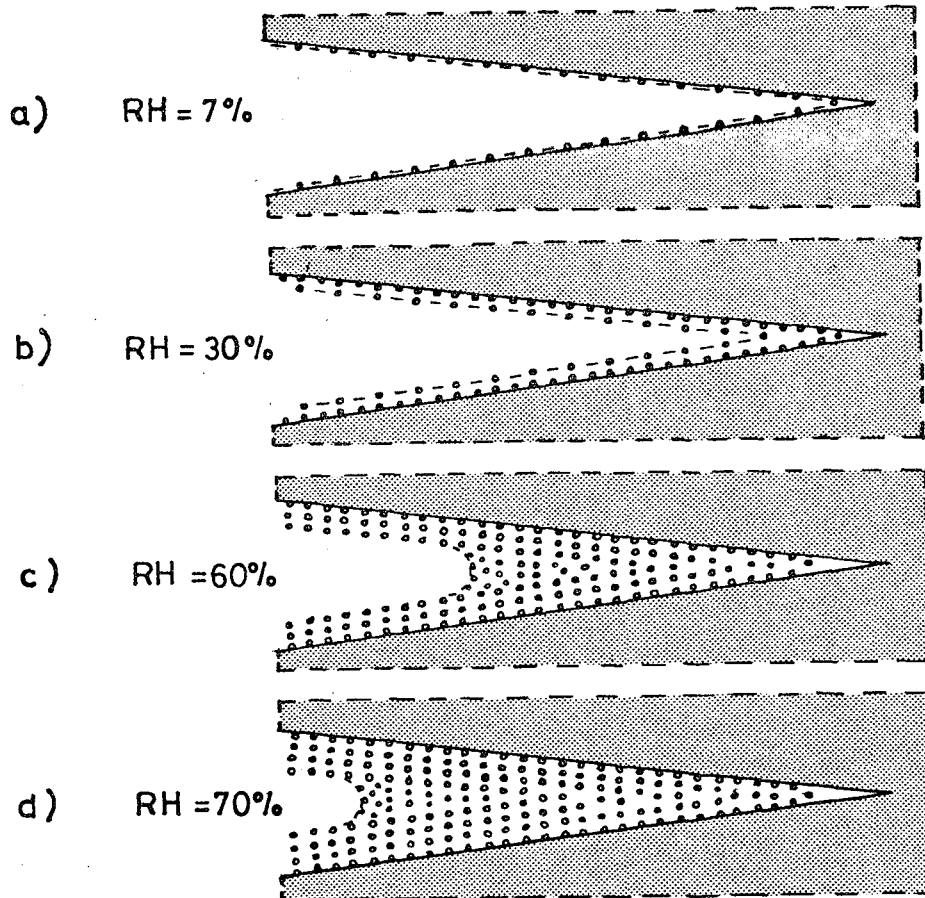 a) RH = 7%
b) RH = 30%
c) RH =60%
d) RH =70%